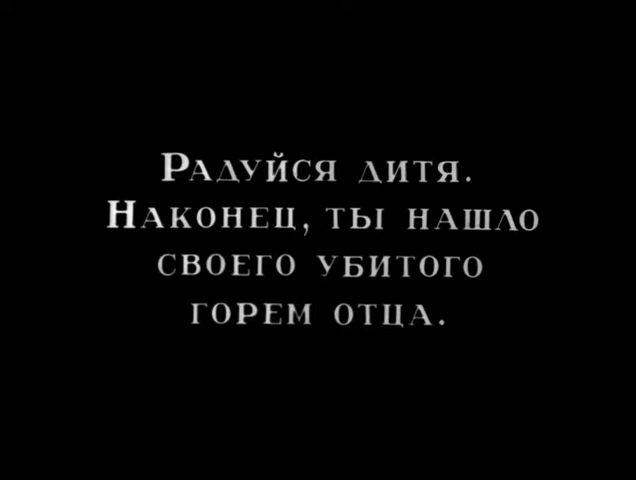 Радуйся дитя.
Наконец, ты нашло
своего убитого
горем отца.